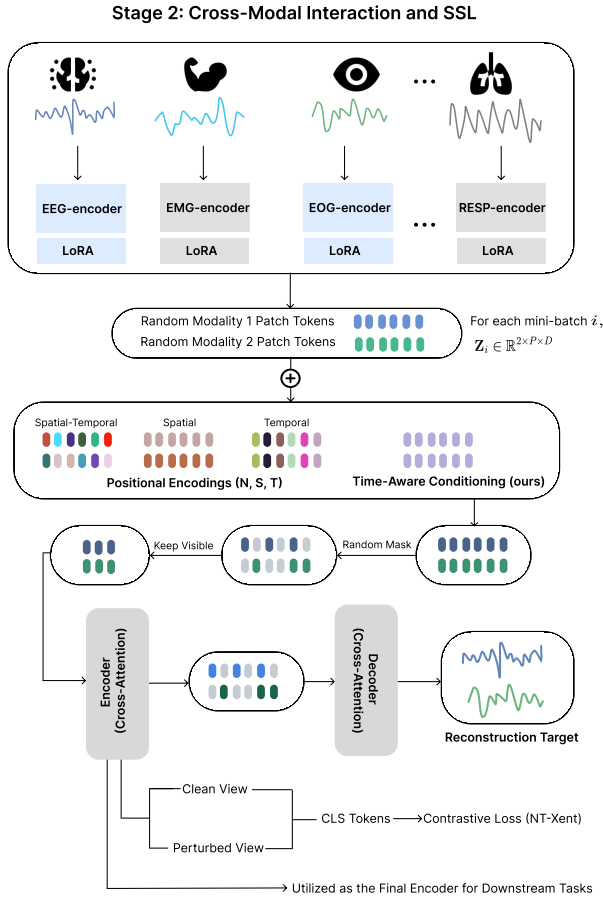 Stage 2: Cross-Modal Interaction and SSL
...
EEG-encoder EMG-encoder EOG-encoder ... RESP-encoder
LoRA LoRA LoRA LoRA
Random Modality 1 Patch Tokens
Random Modality 2 Patch Tokens
For each mini-batch i,
Z_i ∈ ℝ^{2×P×D}
+
Spatial-Temporal Spatial Temporal
Positional Encodings (N, S, T) Time-Aware Conditioning (ours)
Keep Visible Random Mask
Encoder
(Cross-Attention)
Decoder
(Cross-Attention)
Reconstruction Target
Clean View
CLS Tokens Contrastive Loss (NT-Xent)
Perturbed View
Utilized as the Final Encoder for Downstream Tasks